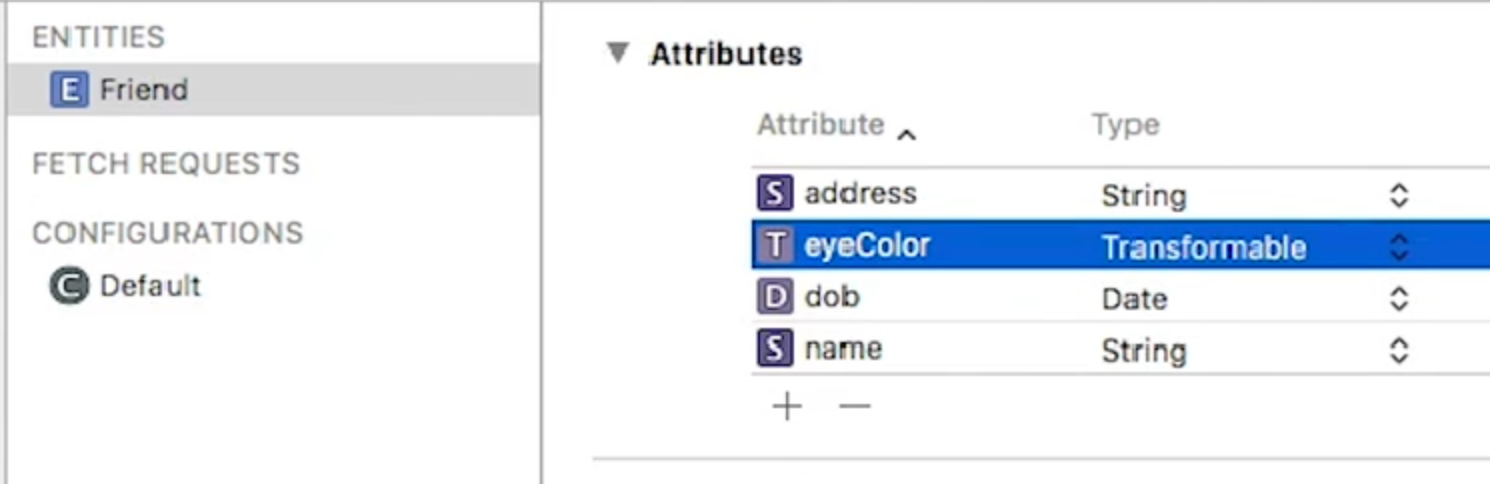 ENTITIES
E Friend
FETCH REQUESTS
CONFIGURATIONS
C Default
Attributes
Attribute Type
S address String
T eyeColor Transformable
D dob Date
S name String